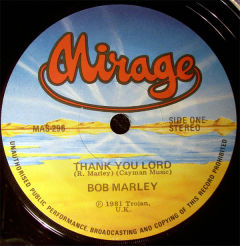 Mirage
MAS-296
SIDE ONE
STEREO
THANK YOU LORD
(R. Marley) (Cayman Music)
BOB MARLEY
℗ 1981 Trojan,
U.K.
UNAUTHORISED PUBLIC PERFORMANCE BROADCASTING AND COPYING OF THIS RECORD PROHIBITED